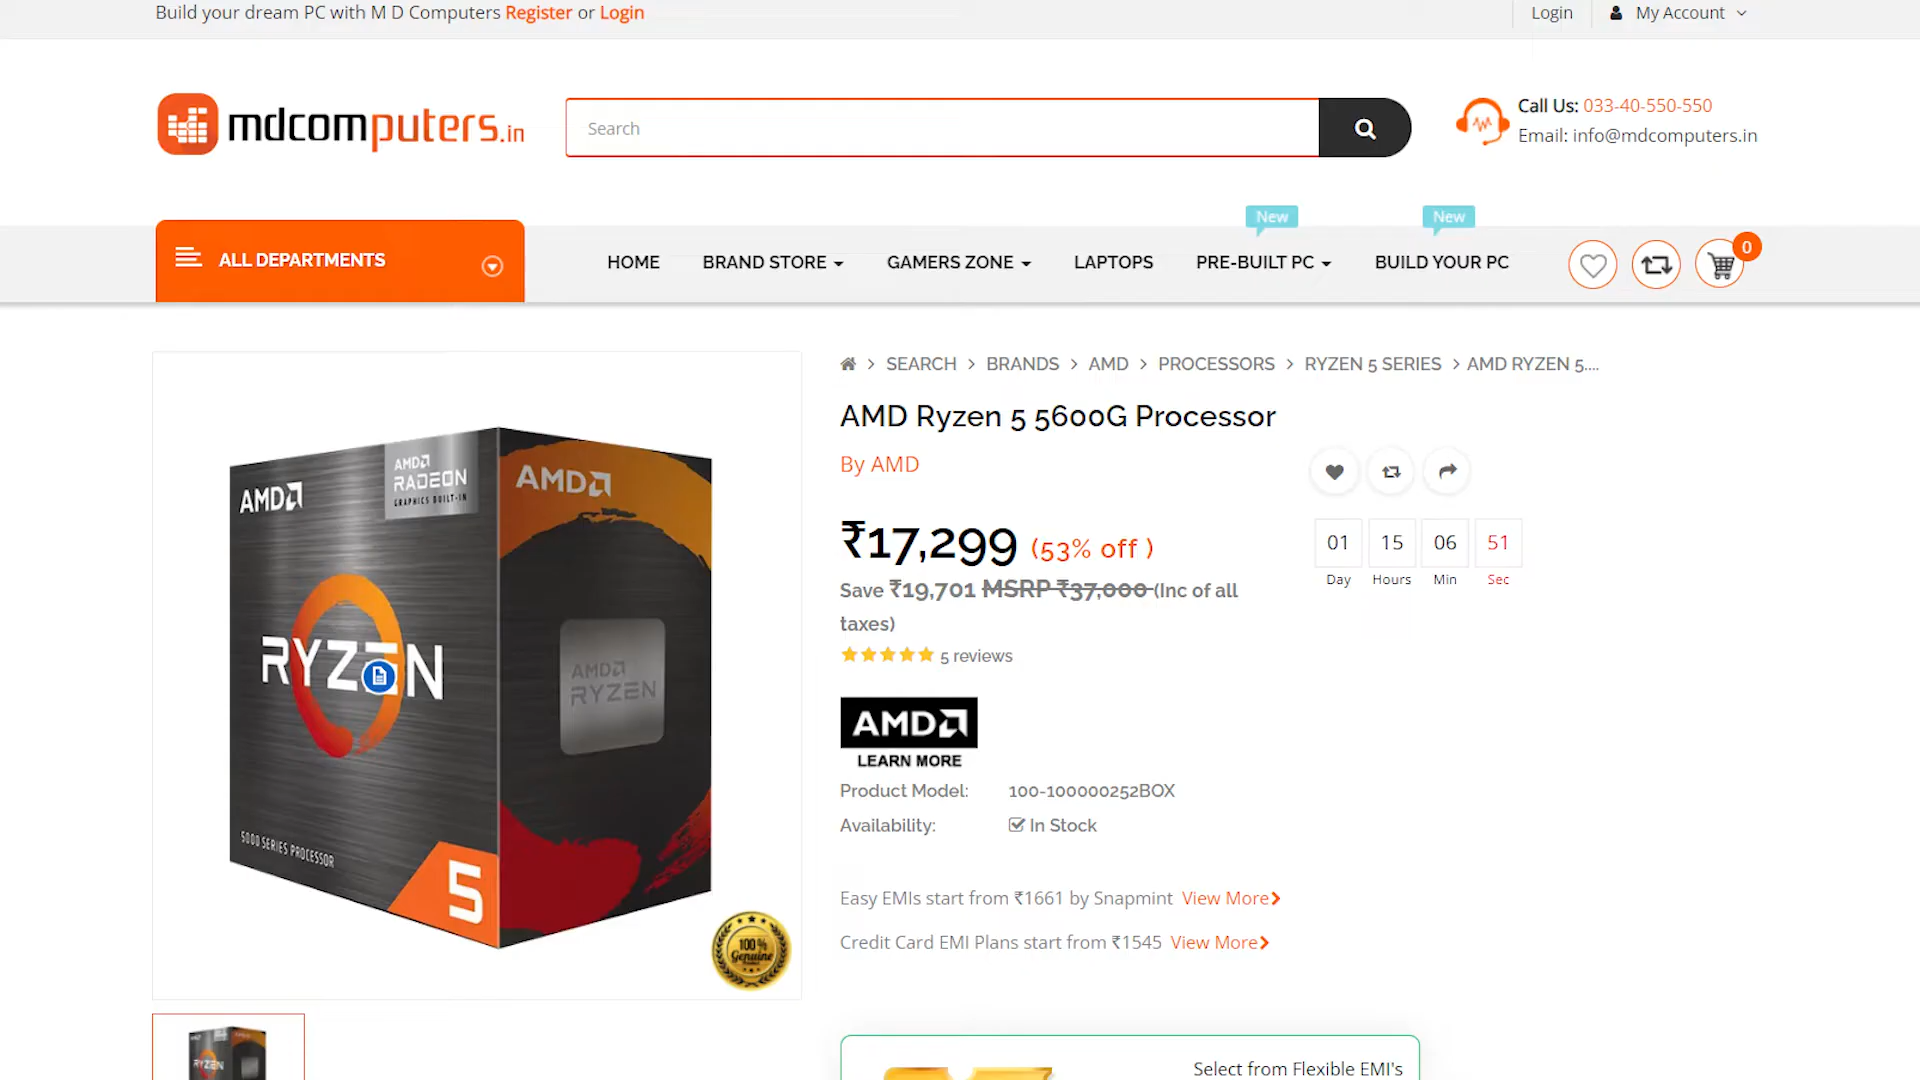 Build your dream PC with M D Computers Register or Login
Login
My Account
mdcomputers.in
Search
Call Us: 033-40-550-550
Email: info@mdcomputers.in
New
New
ALL DEPARTMENTS
HOME
BRAND STORE
GAMERS ZONE
LAPTOPS
PRE-BUILT PC
BUILD YOUR PC
0
SEARCH
BRANDS
AMD
PROCESSORS
RYZEN 5 SERIES
AMD RYZEN 5....
AMD Ryzen 5 5600G Processor
By AMD
₹17,299 (53% off )
Save ₹19,701 MSRP ₹37,000 (Inc of all
taxes)
5 reviews
01
15
06
51
Day
Hours
Min
Sec
AMD
LEARN MORE
Product Model: 100-100000252BOX
Availability: In Stock
Easy EMIs start from ₹1661 by Snapmint View More
Credit Card EMI Plans start from ₹1545 View More
Select from Flexible EMI's
AMD
AMD
RADEON
GRAPHICS BUILT-IN
AMD
RYZEN
AMD
RYZEN
5000 SERIES PROCESSOR
5
100%
Genuine
RYZEN